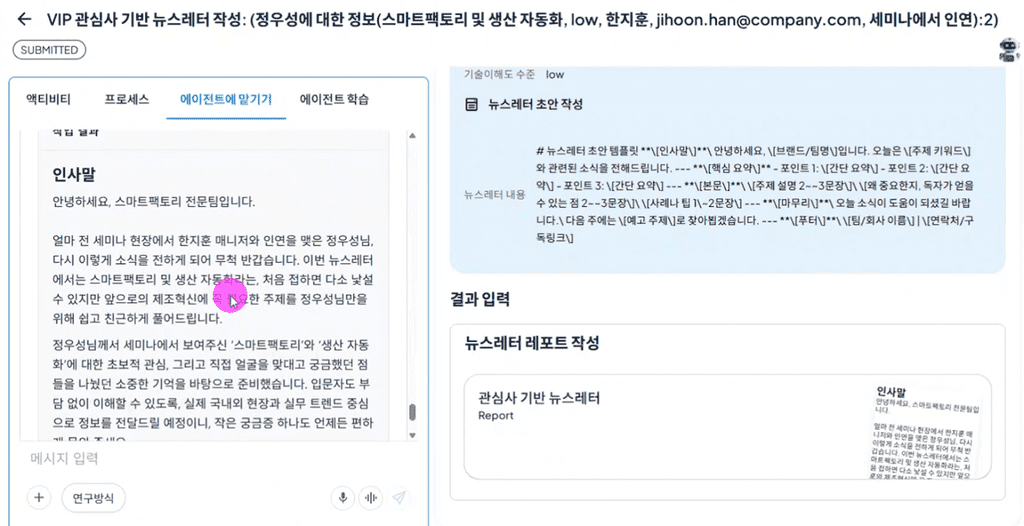 VIP 관심사 기반 뉴스레터 작성: (정우성에 대한 정보(스마트팩토리 및 생산 자동화, low, 한지훈, jihoon.han@company.com, 세미나에서 인연):2)
SUBMITTED
액티비티 프로세스 에이전트에 맡기기 에이전트 학습
작업 결과
인사말
안녕하세요, 스마트팩토리 전문팀입니다.
얼마 전 세미나 현장에서 한지훈 매니저와 인연을 맺은 정우성님,
다시 이렇게 소식을 전하게 되어 무척 반갑습니다. 이번 뉴스레터
에서는 스마트팩토리 및 생산 자동화라는, 처음 접하면 다소 낯설
수 있지만 앞으로의 제조혁신에 꼭 필요한 주제를 정우성님만을
위해 쉽고 친근하게 풀어드립니다.
정우성님께서 세미나에서 보여주신 '스마트팩토리'와 '생산 자동
화'에 대한 초보적 관심, 그리고 직접 얼굴을 맞대고 궁금했던 점
들을 나눴던 소중한 기억을 바탕으로 준비했습니다. 입문자도 부
담 없이 이해할 수 있도록, 실제 국내외 현장과 실무 트렌드 중심
으로 정보를 전달드릴 예정이니, 작은 궁금증 하나도 언제든 편하
메시지 입력
연구방식
기술이해도 수준 low
뉴스레터 초안 작성
뉴스레터 내용
# 뉴스레터 초안 템플릿 **\[인사말\]**\ 안녕하세요, \[브랜드/팀명\]입니다. 오늘은 \[주제 키워드\]
와 관련된 소식을 전해드립니다. --- **\[핵심 요약\]** - 포인트 1: \[간단 요약\] - 포인트 2: \[간단 요
약\] - 포인트 3: \[간단 요약\] --- **\[본문\]**\ \[주제 설명 2~~3문장\]\ \[왜 중요한지, 독자가 얻을
수 있는 점 2~~3문장\]\ \[사례나 팁 1\~2문장\] --- **\[마무리\]**\ 오늘 소식이 도움이 되셨길 바랍
니다.\ 다음 주에는 \[예고 주제\]로 찾아뵙겠습니다. --- **\[푸터\]**\ \[팀/회사 이름\] | \[연락처/구
독링크\]
결과 입력
뉴스레터 레포트 작성
관심사 기반 뉴스레터
Report
인사말
안녕하세요, 스마트팩토리 전문팀입
니다.
얼마 전 세미나 현장에서 한지훈 매
니저와 인연을 맺은 정우성님, 다시
이렇게 소식을 전하게 되어 무척 반
갑습니다. 이번 뉴스레터에서는 스
마트팩토리 및 생산 자동화라는, 처
음 접하면 다소 낯설 수 있지만 앞으